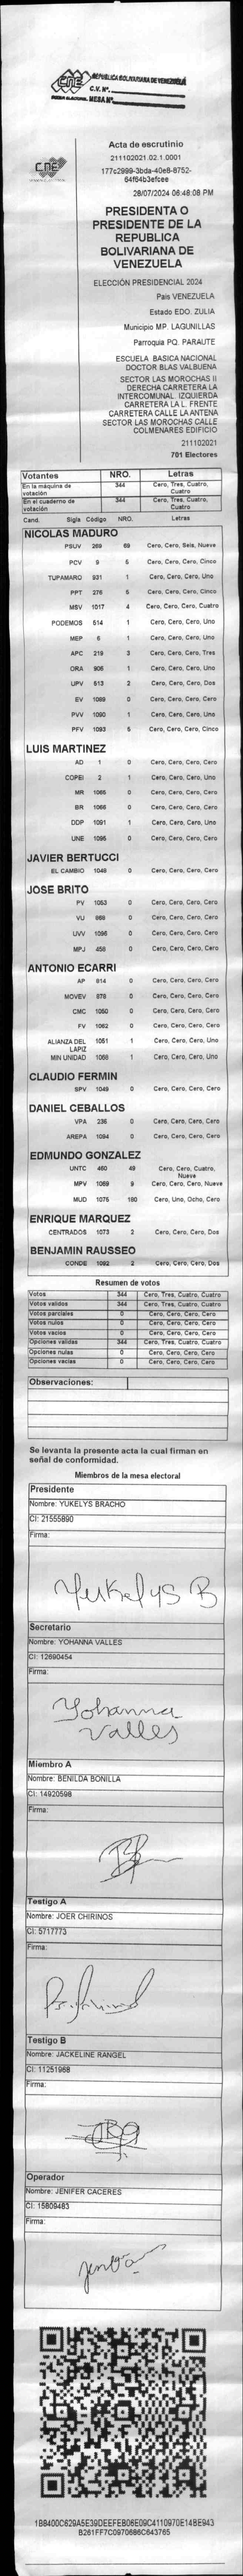 CNE
REPUBLICA BOLIVARIANA DE VENEZUELA
C.V. Nº.
MESA Nº.
CNE
Acta de escrutinio
211102021.02.1.0001
177c2999-3bda-40e8-8752-
64f64b3efcee
28/07/2024 06:48:08 PM
PRESIDENTA O
PRESIDENTE DE LA
REPUBLICA
BOLIVARIANA DE
VENEZUELA
ELECCIÓN PRESIDENCIAL 2024
País VENEZUELA
Estado EDO. ZULIA
Municipio MP. LAGUNILLAS
Parroquia PQ. PARAUTE
ESCUELA BASICA NACIONAL
DOCTOR BLAS VALBUENA
SECTOR LAS MOROCHAS II
DERECHA CARRETERA LA
INTERCOMUNAL. IZQUIERDA
CARRETERA LA L. FRENTE
CARRETERA CALLE LA ANTENA
SECTOR LAS MOROCHAS CALLE
COLMENARES EDIFICIO
211102021
701 Electores
Votantes NRO. Letras
En la máquina de votación 344 Cero, Tres, Cuatro, Cuatro
En el cuaderno de votación 344 Cero, Tres, Cuatro, Cuatro
Cand. Sigla Código NRO. Letras
NICOLAS MADURO
PSUV 269 69 Cero, Cero, Seis, Nueve
PCV 9 5 Cero, Cero, Cero, Cinco
TUPAMARO 931 1 Cero, Cero, Cero, Uno
PPT 276 5 Cero, Cero, Cero, Cinco
MSV 1017 4 Cero, Cero, Cero, Cuatro
PODEMOS 514 1 Cero, Cero, Cero, Uno
MEP 6 1 Cero, Cero, Cero, Uno
APC 219 3 Cero, Cero, Cero, Tres
ORA 906 1 Cero, Cero, Cero, Uno
UPV 613 2 Cero, Cero, Cero, Dos
EV 1089 0 Cero, Cero, Cero, Cero
PVV 1090 1 Cero, Cero, Cero, Uno
PFV 1093 5 Cero, Cero, Cero, Cinco
LUIS MARTINEZ
AD 1 0 Cero, Cero, Cero, Cero
COPEI 2 1 Cero, Cero, Cero, Uno
MR 1065 0 Cero, Cero, Cero, Cero
BR 1066 0 Cero, Cero, Cero, Cero
DDP 1091 1 Cero, Cero, Cero, Uno
UNE 1095 0 Cero, Cero, Cero, Cero
JAVIER BERTUCCI
EL CAMBIO 1048 0 Cero, Cero, Cero, Cero
JOSE BRITO
PV 1053 0 Cero, Cero, Cero, Cero
VU 868 0 Cero, Cero, Cero, Cero
UVV 1096 0 Cero, Cero, Cero, Cero
MPJ 458 0 Cero, Cero, Cero, Cero
ANTONIO ECARRI
AP 814 0 Cero, Cero, Cero, Cero
MOVEV 878 0 Cero, Cero, Cero, Cero
CMC 1050 0 Cero, Cero, Cero, Cero
FV 1062 0 Cero, Cero, Cero, Cero
ALIANZA DEL LAPIZ 1051 1 Cero, Cero, Cero, Uno
MIN UNIDAD 1068 1 Cero, Cero, Cero, Uno
CLAUDIO FERMIN
SPV 1049 0 Cero, Cero, Cero, Cero
DANIEL CEBALLOS
VPA 236 0 Cero, Cero, Cero, Cero
AREPA 1094 0 Cero, Cero, Cero, Cero
EDMUNDO GONZALEZ
UNTC 460 49 Cero, Cero, Cuatro, Nueve
MPV 1069 9 Cero, Cero, Cero, Nueve
MUD 1075 180 Cero, Uno, Ocho, Cero
ENRIQUE MARQUEZ
CENTRADOS 1073 2 Cero, Cero, Cero, Dos
BENJAMIN RAUSSEO
CONDE 1092 2 Cero, Cero, Cero, Dos
Resumen de votos
Votos 344 Cero, Tres, Cuatro, Cuatro
Votos validos 344 Cero, Tres, Cuatro, Cuatro
Votos parciales 0 Cero, Cero, Cero, Cero
Votos nulos 0 Cero, Cero, Cero, Cero
Votos vacios 0 Cero, Cero, Cero, Cero
Opciones validas 344 Cero, Tres, Cuatro, Cuatro
Opciones nulas 0 Cero, Cero, Cero, Cero
Opciones vacias 0 Cero, Cero, Cero, Cero
Observaciones:
Se levanta la presente acta la cual firman en
señal de conformidad.
Miembros de la mesa electoral
Presidente
Nombre: YUKELYS BRACHO
CI: 21555890
Firma:
Yukelys B
Secretario
Nombre: YOHANNA VALLES
CI: 12690454
Firma:
Yohanna
Valles
Miembro A
Nombre: BENILDA BONILLA
CI: 14920598
Firma:
Testigo A
Nombre: JOER CHIRINOS
CI: 5717773
Firma:
Testigo B
Nombre: JACKELINE RANGEL
CI: 11251968
Firma:
Operador
Nombre: JENIFER CACERES
CI: 15809483
Firma:
1B8400C629A5E39DEEFEB06E09C4110970E14BE943
B261FF7C0970686C643765